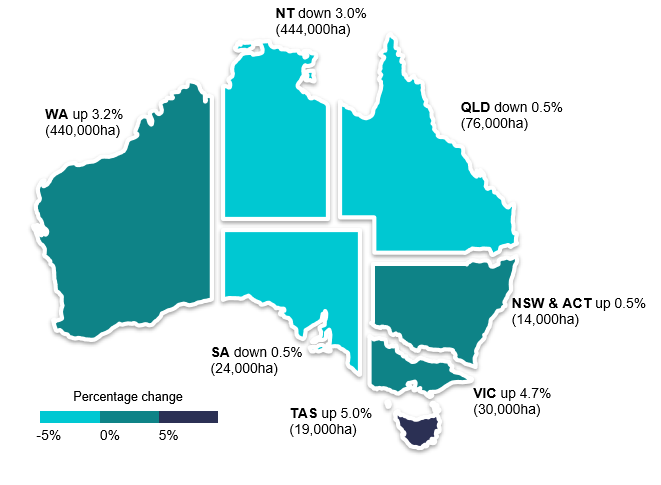 NT down 3.0%
(444,000ha)
WA up 3.2%
(440,000ha)
QLD down 0.5%
(76,000ha)
NSW & ACT up 0.5%
(14,000ha)
SA down 0.5%
(24,000ha)
VIC up 4.7%
(30,000ha)
TAS up 5.0%
(19,000ha)
Percentage change
-5% 0% 5%